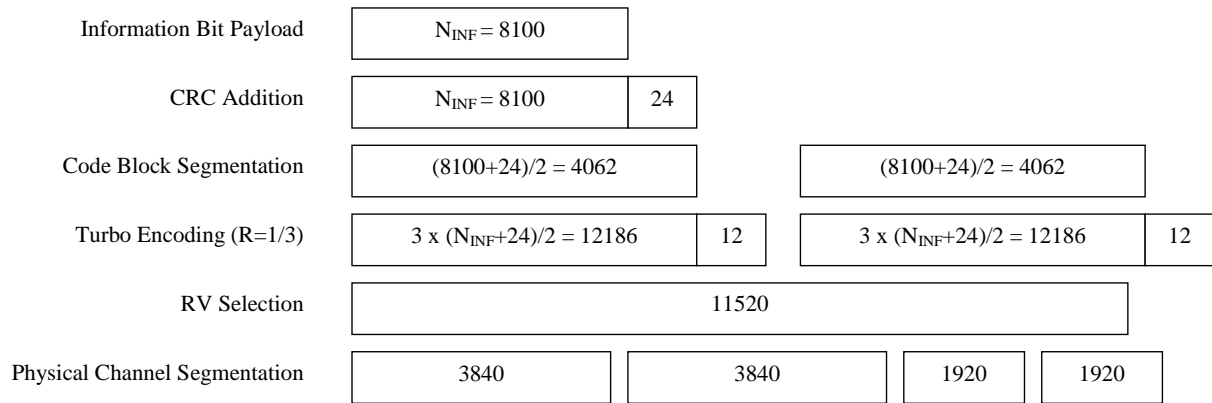 Information Bit Payload N_INF = 8100
CRC Addition N_INF = 8100 24
Code Block Segmentation (8100+24)/2 = 4062 (8100+24)/2 = 4062
Turbo Encoding (R=1/3) 3 x (N_INF+24)/2 = 12186 12 3 x (N_INF+24)/2 = 12186 12
RV Selection 11520
Physical Channel Segmentation 3840 3840 1920 1920